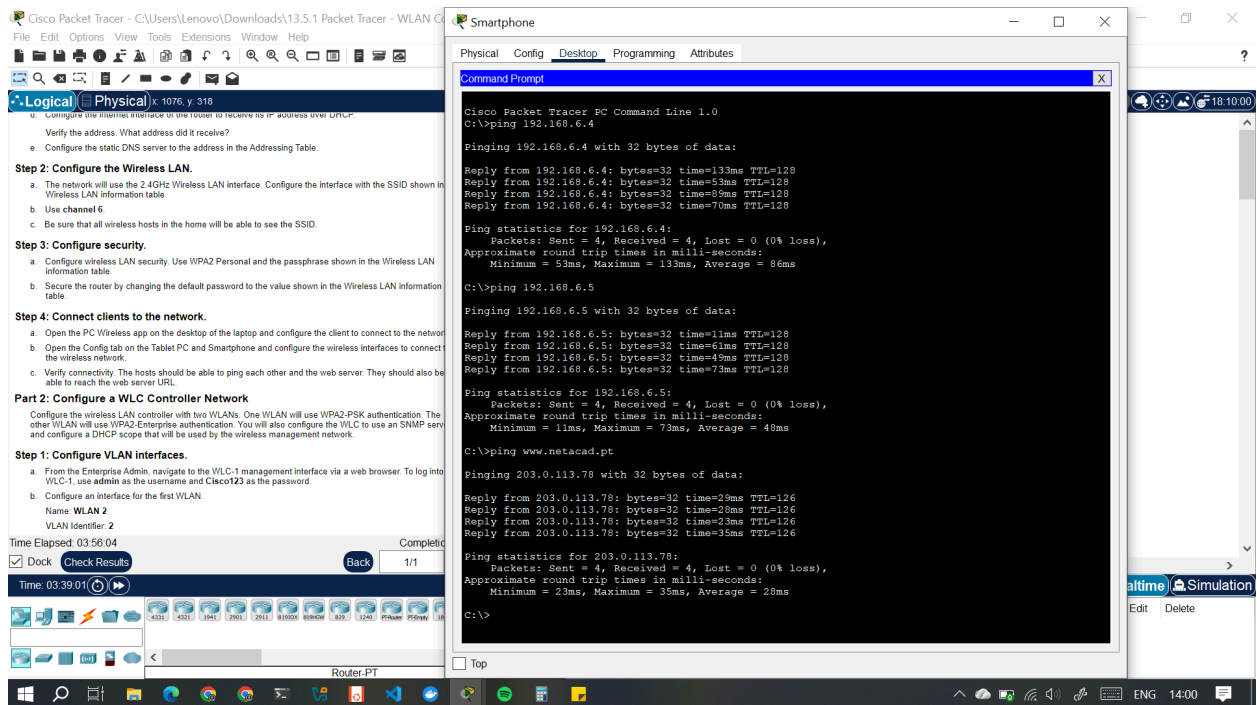 Cisco Packet Tracer - C:\Users\Lenovo\Downloads\13.5.1 Packet Tracer - WLAN Co
File Edit Options View Tools Extensions Window Help
Logical Physical x: 1076, y: 318
18:10:00
d. Configure the internet interface of the router to receive its IP address over DHCP.
Verify the address. What address did it receive?
e. Configure the static DNS server to the address in the Addressing Table.
Step 2: Configure the Wireless LAN.
a. The network will use the 2.4GHz Wireless LAN interface. Configure the interface with the SSID shown in
Wireless LAN information table.
b. Use channel 6.
c. Be sure that all wireless hosts in the home will be able to see the SSID.
Step 3: Configure security.
a. Configure wireless LAN security. Use WPA2 Personal and the passphrase shown in the Wireless LAN
information table.
b. Secure the router by changing the default password to the value shown in the Wireless LAN information
table.
Step 4: Connect clients to the network.
a. Open the PC Wireless app on the desktop of the laptop and configure the client to connect to the networ
b. Open the Config tab on the Tablet PC and Smartphone and configure the wireless interfaces to connect t
the wireless network.
c. Verify connectivity. The hosts should be able to ping each other and the web server. They should also be
able to reach the web server URL.
Part 2: Configure a WLC Controller Network
Configure the wireless LAN controller with two WLANs. One WLAN will use WPA2-PSK authentication. The
other WLAN will use WPA2-Enterprise authentication. You will also configure the WLC to use an SNMP serv
and configure a DHCP scope that will be used by the wireless management network.
Step 1: Configure VLAN interfaces.
a. From the Enterprise Admin, navigate to the WLC-1 management interface via a web browser. To log into
WLC-1, use admin as the username and Cisco123 as the password.
b. Configure an interface for the first WLAN.
Name: WLAN 2
VLAN Identifier: 2
Time Elapsed: 03:56:04 Completio
Dock Check Results Back 1/1
Time: 03:39:01
altime Simulation
4331 4321 1941 2901 2911 819IOX 819HGW 829 1240 PT-Router PT-Empty
Edit Delete
Router-PT
Smartphone
Physical Config Desktop Programming Attributes
?
Command Prompt X
Cisco Packet Tracer PC Command Line 1.0
C:\>ping 192.168.6.4
Pinging 192.168.6.4 with 32 bytes of data:
Reply from 192.168.6.4: bytes=32 time=133ms TTL=128
Reply from 192.168.6.4: bytes=32 time=53ms TTL=128
Reply from 192.168.6.4: bytes=32 time=89ms TTL=128
Reply from 192.168.6.4: bytes=32 time=70ms TTL=128
Ping statistics for 192.168.6.4:
Packets: Sent = 4, Received = 4, Lost = 0 (0% loss),
Approximate round trip times in milli-seconds:
Minimum = 53ms, Maximum = 133ms, Average = 86ms
C:\>ping 192.168.6.5
Pinging 192.168.6.5 with 32 bytes of data:
Reply from 192.168.6.5: bytes=32 time=11ms TTL=128
Reply from 192.168.6.5: bytes=32 time=61ms TTL=128
Reply from 192.168.6.5: bytes=32 time=49ms TTL=128
Reply from 192.168.6.5: bytes=32 time=73ms TTL=128
Ping statistics for 192.168.6.5:
Packets: Sent = 4, Received = 4, Lost = 0 (0% loss),
Approximate round trip times in milli-seconds:
Minimum = 11ms, Maximum = 73ms, Average = 48ms
C:\>ping www.netacad.pt
Pinging 203.0.113.78 with 32 bytes of data:
Reply from 203.0.113.78: bytes=32 time=29ms TTL=126
Reply from 203.0.113.78: bytes=32 time=28ms TTL=126
Reply from 203.0.113.78: bytes=32 time=23ms TTL=126
Reply from 203.0.113.78: bytes=32 time=35ms TTL=126
Ping statistics for 203.0.113.78:
Packets: Sent = 4, Received = 4, Lost = 0 (0% loss),
Approximate round trip times in milli-seconds:
Minimum = 23ms, Maximum = 35ms, Average = 28ms
C:\>
Top
ENG 14:00